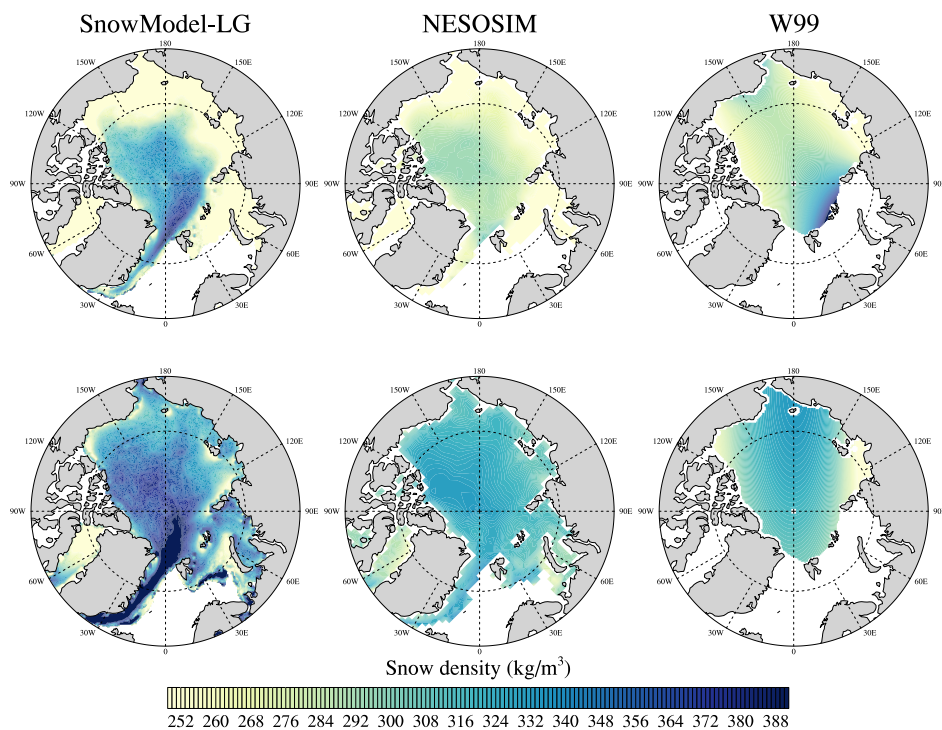 SnowModel-LG NESOSIM W99
180 180 180
150W 150E 150W 150E 150W 150E
120W 120E 120W 120E 120W 120E
90W 90E 90W 90E 90W 90
60W 60E 60W 60E 60W 60E
30W 30E 30W 30E 30W 30E
0 0 0
180 180 180
150W 150E 150W 150E 150W 150E
120W 120E 120W 120E 120W 120E
90W 90E 90W 90E 90W 90
60W 60E 60W 60E 60W 60E
30W 30E 30W 30E 30W 30E
0 0 0
Snow density (kg/m³)
252 260 268 276 284 292 300 308 316 324 332 340 348 356 364 372 380 388